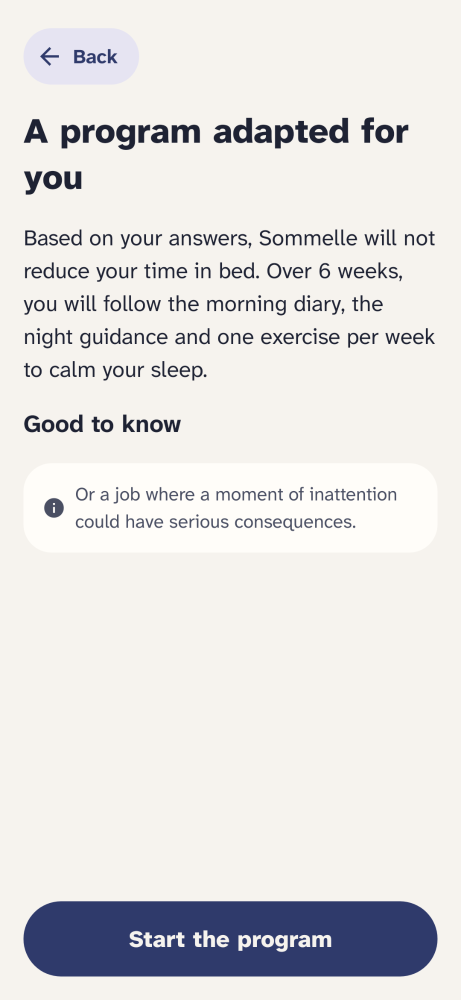 Back
A program adapted for
you
Based on your answers, Sommelle will not
reduce your time in bed. Over 6 weeks,
you will follow the morning diary, the
night guidance and one exercise per week
to calm your sleep.
Good to know
Or a job where a moment of inattention
could have serious consequences.
Start the program